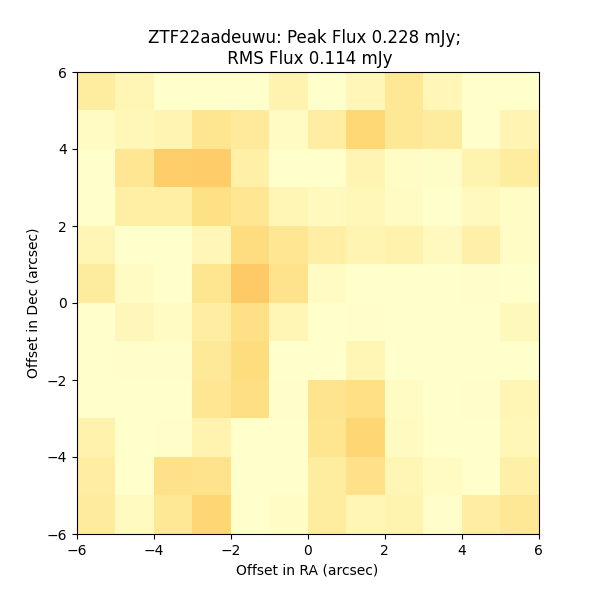 ZTF22aadeuwu: Peak Flux 0.228 mJy;
RMS Flux 0.114 mJy
6
4
2
0
−2
−4
−6
Offset in Dec (arcsec)
−6 −4 −2 0 2 4 6
Offset in RA (arcsec)